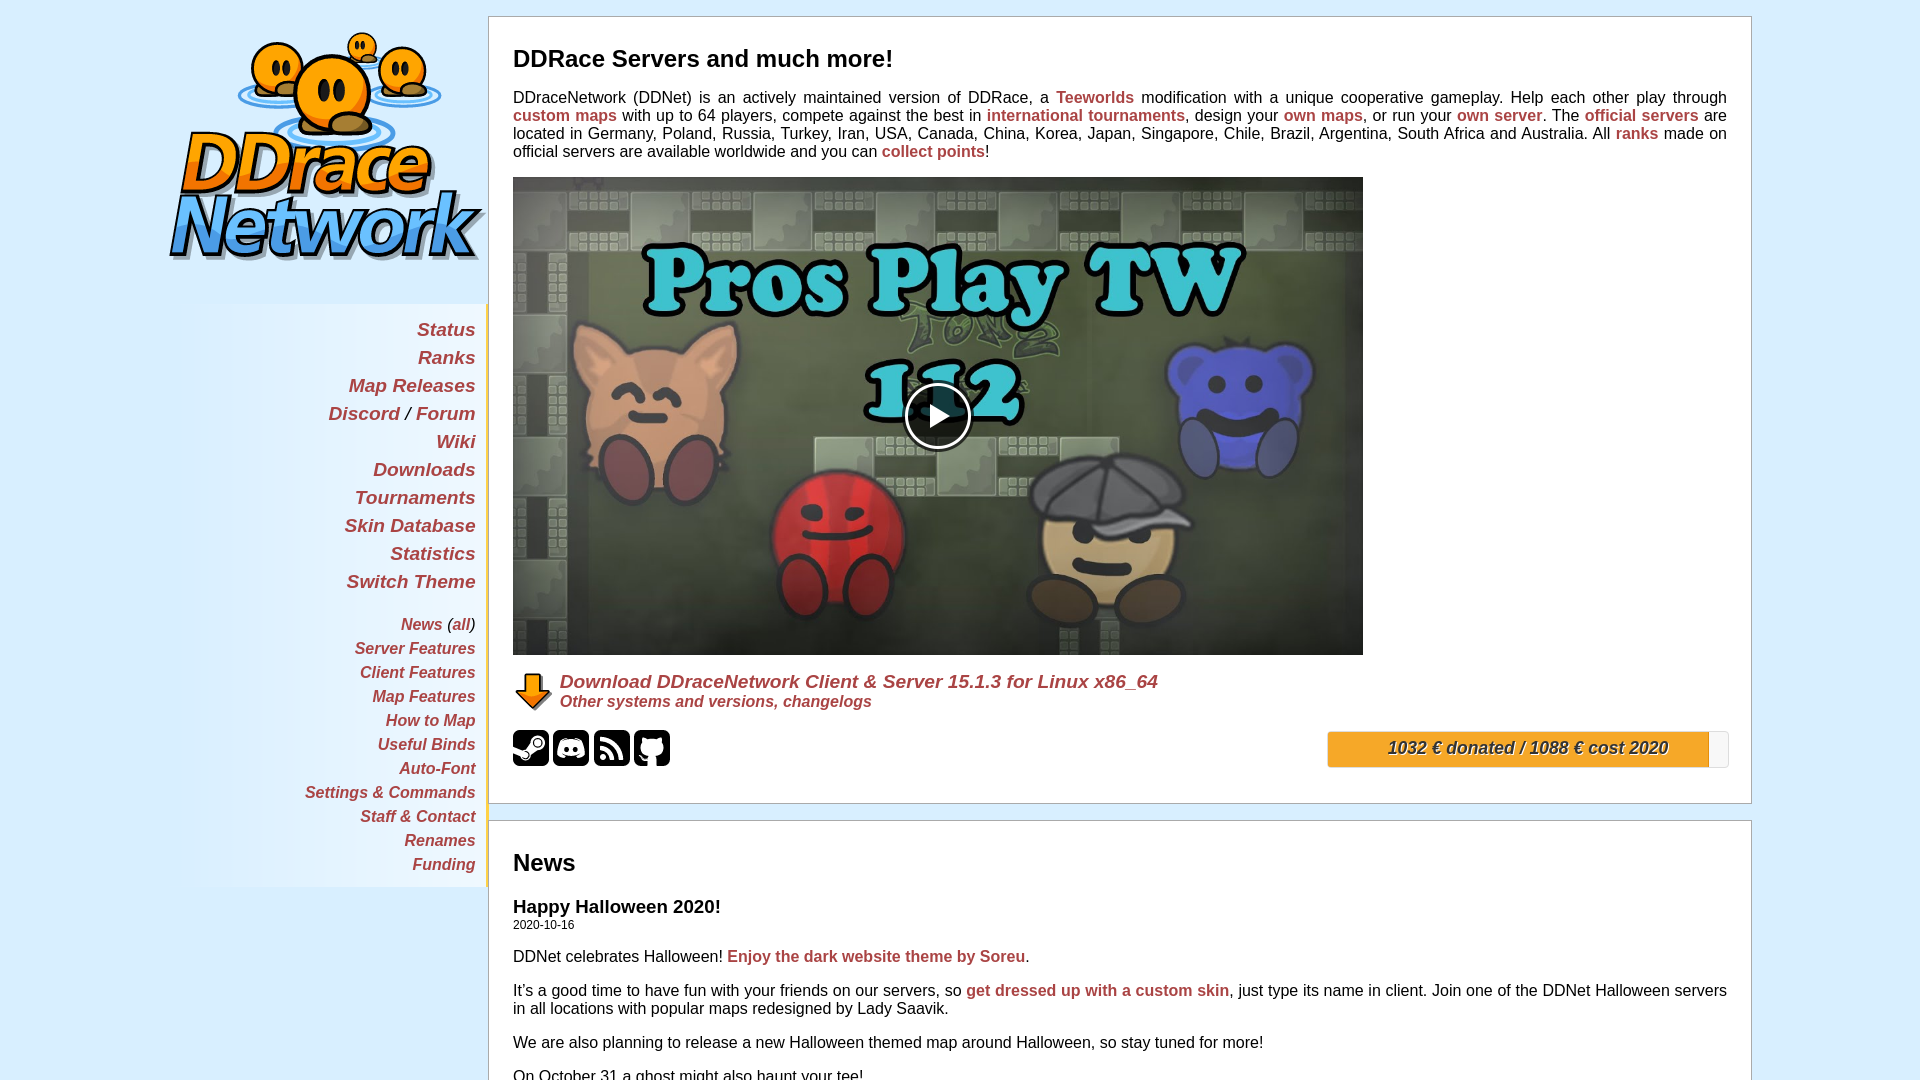 DDrace
Network
Status
Ranks
Map Releases
Discord / Forum
Wiki
Downloads
Tournaments
Skin Database
Statistics
Switch Theme
News (all)
Server Features
Client Features
Map Features
How to Map
Useful Binds
Auto-Font
Settings & Commands
Staff & Contact
Renames
Funding
DDRace Servers and much more!
DDraceNetwork (DDNet) is an actively maintained version of DDRace, a Teeworlds modification with a unique cooperative gameplay. Help each other play through
custom maps with up to 64 players, compete against the best in international tournaments, design your own maps, or run your own server. The official servers are
located in Germany, Poland, Russia, Turkey, Iran, USA, Canada, China, Korea, Japan, Singapore, Chile, Brazil, Argentina, South Africa and Australia. All ranks made on
official servers are available worldwide and you can collect points!
Pros Play TW
112
Download DDraceNetwork Client & Server 15.1.3 for Linux x86_64
Other systems and versions, changelogs
1032 € donated / 1088 € cost 2020
News
Happy Halloween 2020!
2020-10-16
DDNet celebrates Halloween! Enjoy the dark website theme by Soreu.
It's a good time to have fun with your friends on our servers, so get dressed up with a custom skin, just type its name in client. Join one of the DDNet Halloween servers
in all locations with popular maps redesigned by Lady Saavik.
We are also planning to release a new Halloween themed map around Halloween, so stay tuned for more!
On October 31 a ghost might also haunt your tee!